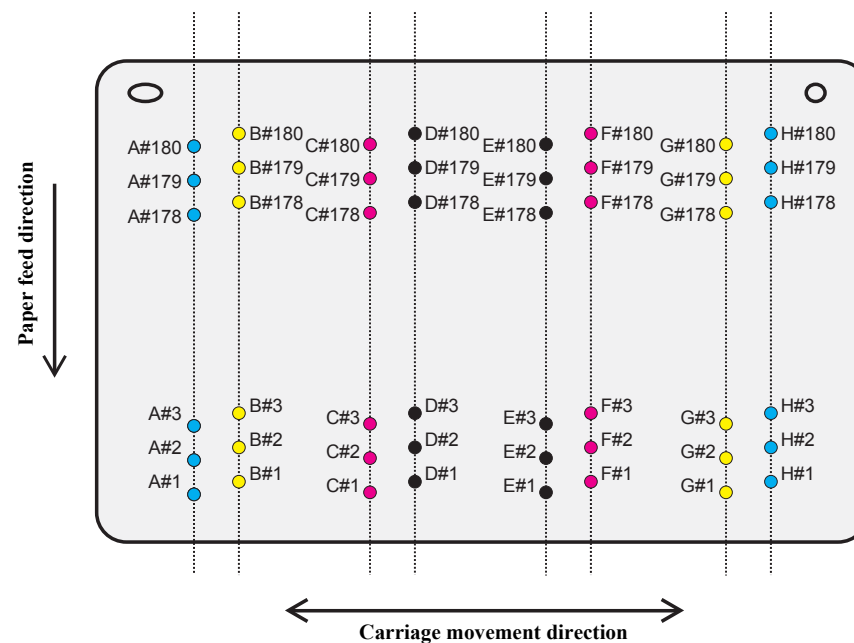 B#180 D#180 F#180 H#180
A#180 C#180 E#180 G#180
B#179 D#179 F#179 H#179
A#179 C#179 E#179 G#179
B#178 D#178 F#178 H#178
A#178 C#178 E#178 G#178
Paper feed direction
B#3 D#3 F#3 H#3
A#3 C#3 E#3 G#3
B#2 D#2 F#2 H#2
A#2 C#2 E#2 G#2
B#1 D#1 F#1 H#1
A#1 C#1 E#1 G#1
Carriage movement direction